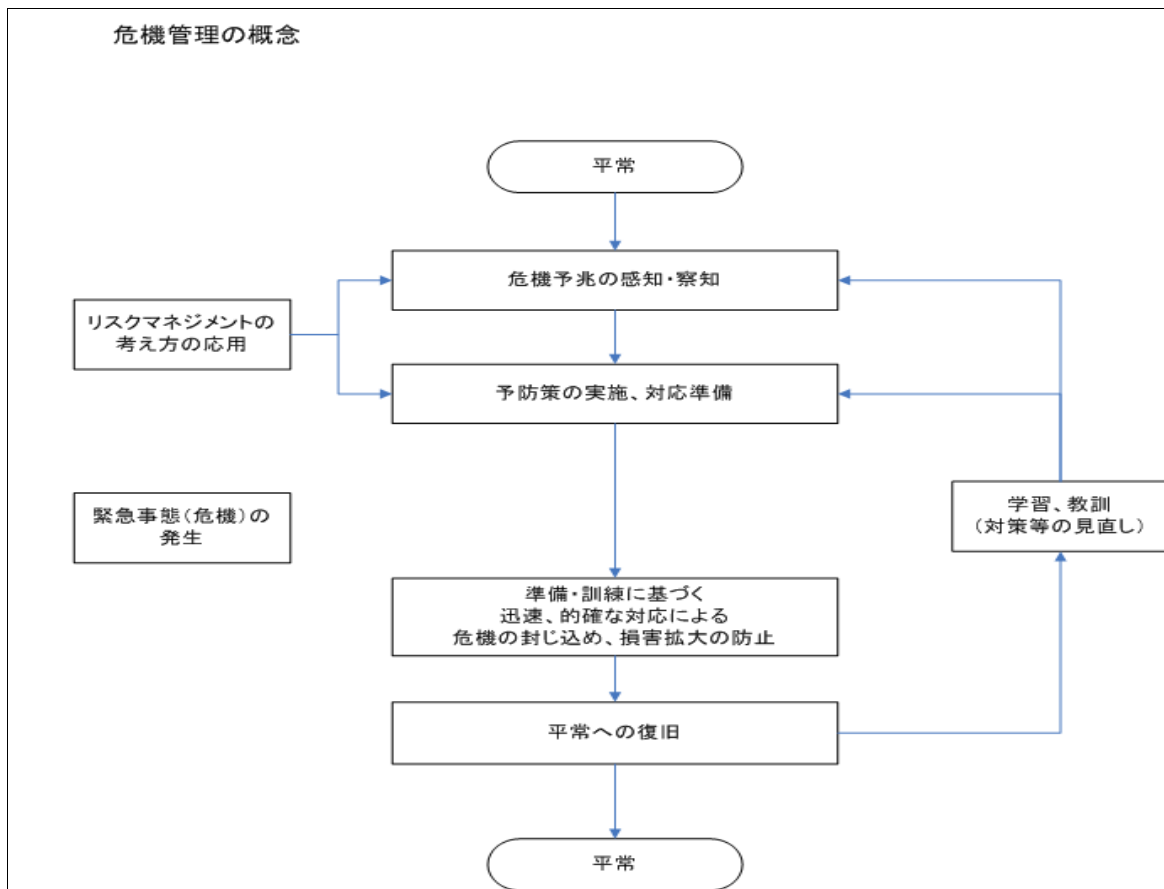 危機管理の概念
平常
危機予兆の感知・察知
リスクマネジメントの
考え方の応用
予防策の実施、対応準備
緊急事態(危機)の
発生
学習、教訓
(対策等の見直し)
準備・訓練に基づく
迅速、的確な対応による
危機の封じ込め、損害拡大の防止
平常への復旧
平常